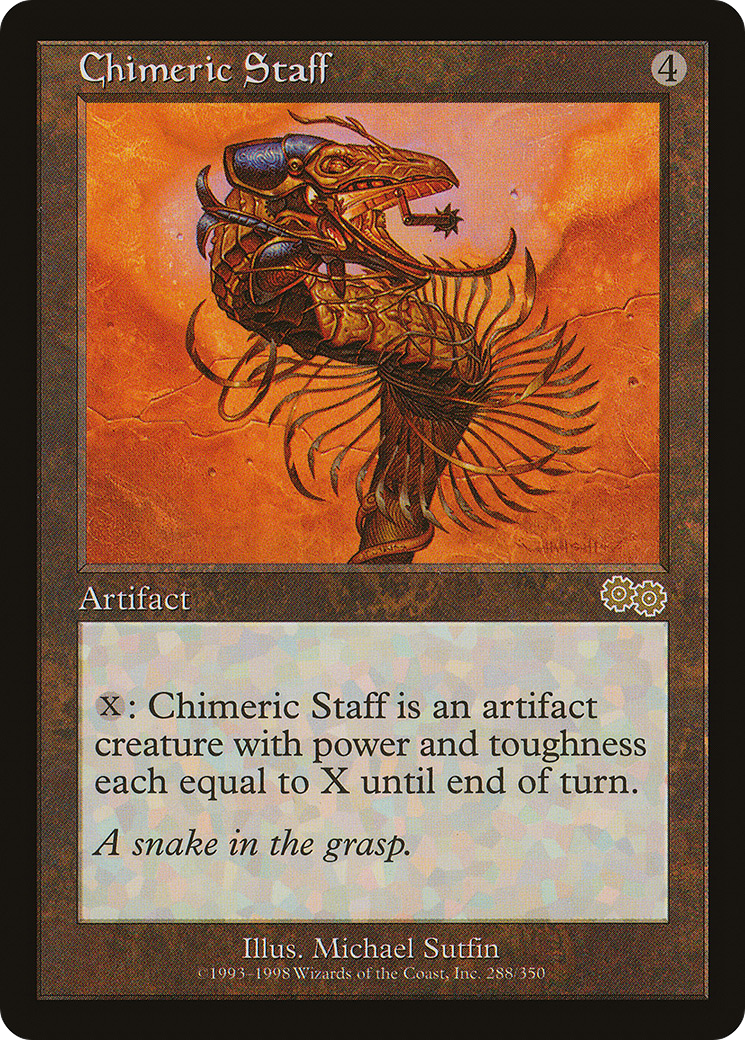 Chimeric Staff 4
Artifact
X: Chimeric Staff is an artifact
creature with power and toughness
each equal to X until end of turn.
A snake in the grasp.
Illus. Michael Sutfin
©1993–1998 Wizards of the Coast, Inc. 288/350